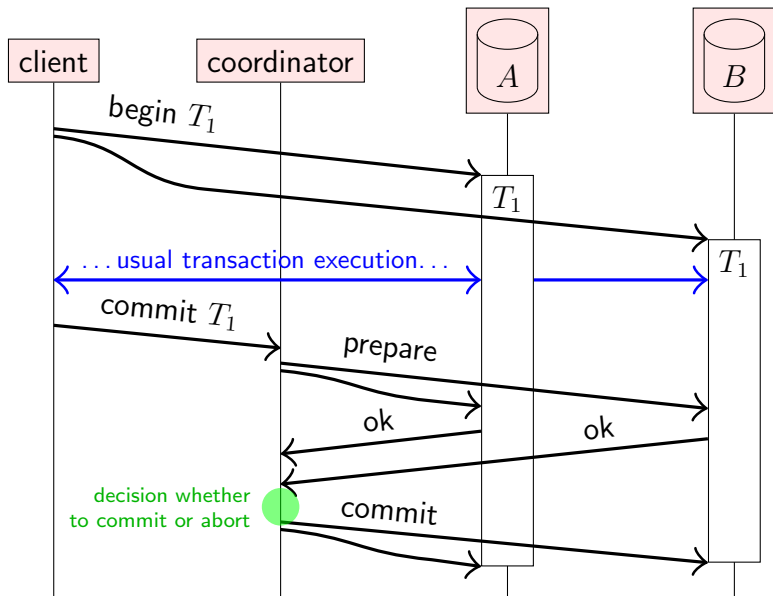 client
coordinator
A
B
begin T₁
T₁
T₁
...usual transaction execution...
commit T₁
prepare
ok
ok
decision whether
to commit or abort
commit